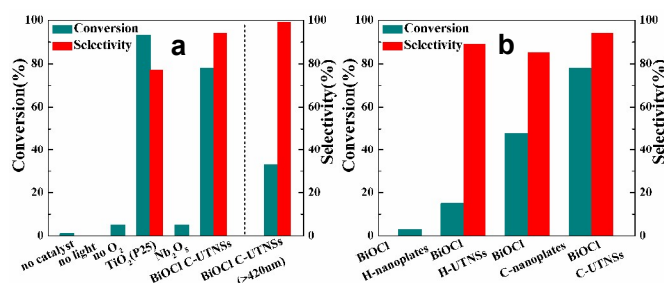 a
Conversion
Selectivity
Conversion(%)
100
80
60
40
20
0
Selectivity(%)
100
80
60
40
20
0
no catalyst
no light
no O2
TiO2(P25)
Nb2O5
BiOCl C-UTNSs
BiOCl C-UTNSs
(>420nm)
b
Conversion
Selectivity
Conversion(%)
100
80
60
40
20
0
Selectivity(%)
100
80
60
40
20
0
BiOCl
H-nanoplates
BiOCl
H-UTNSs
BiOCl
C-nanoplates
BiOCl
C-UTNSs